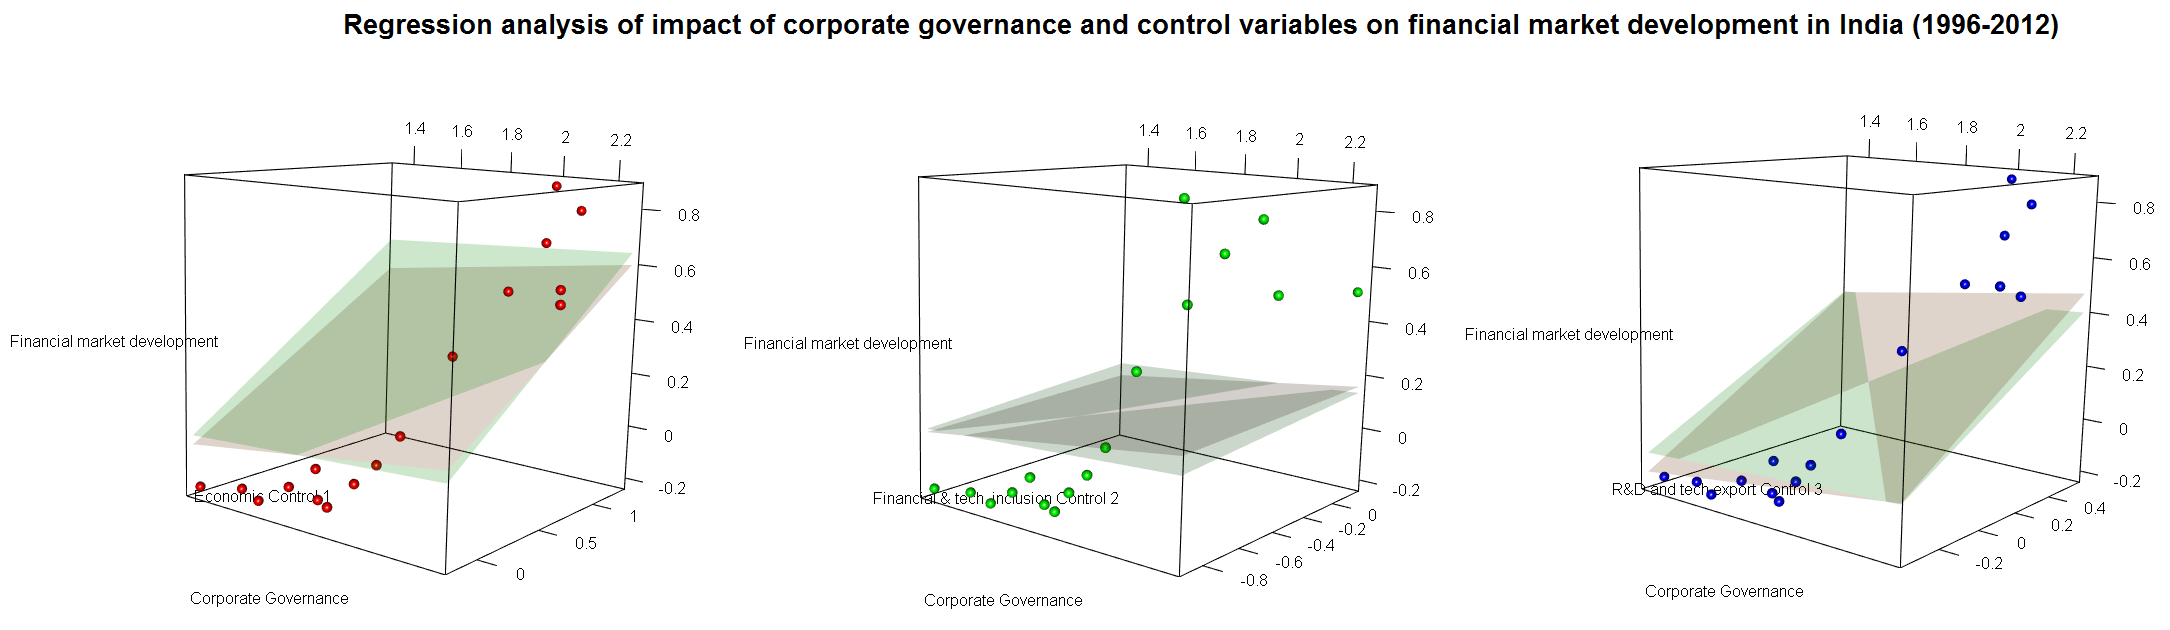 Regression analysis of impact of corporate governance and control variables on financial market development in India (1996-2012)
1.4 1.6 1.8 2 2.2
0.8
0.6
0.4
0.2
0
-0.2
Financial market development
Economic Control 1
1
0.5
0
Corporate Governance
1.4 1.6 1.8 2 2.2
0.8
0.6
0.4
0.2
0
-0.2
Financial market development
Financial & tech. inclusion Control 2
0
-0.2
-0.4
-0.6
-0.8
Corporate Governance
1.4 1.6 1.8 2 2.2
0.8
0.6
0.4
0.2
0
-0.2
Financial market development
R&D and tech.export Control 3
0.4
0.2
0
-0.2
Corporate Governance